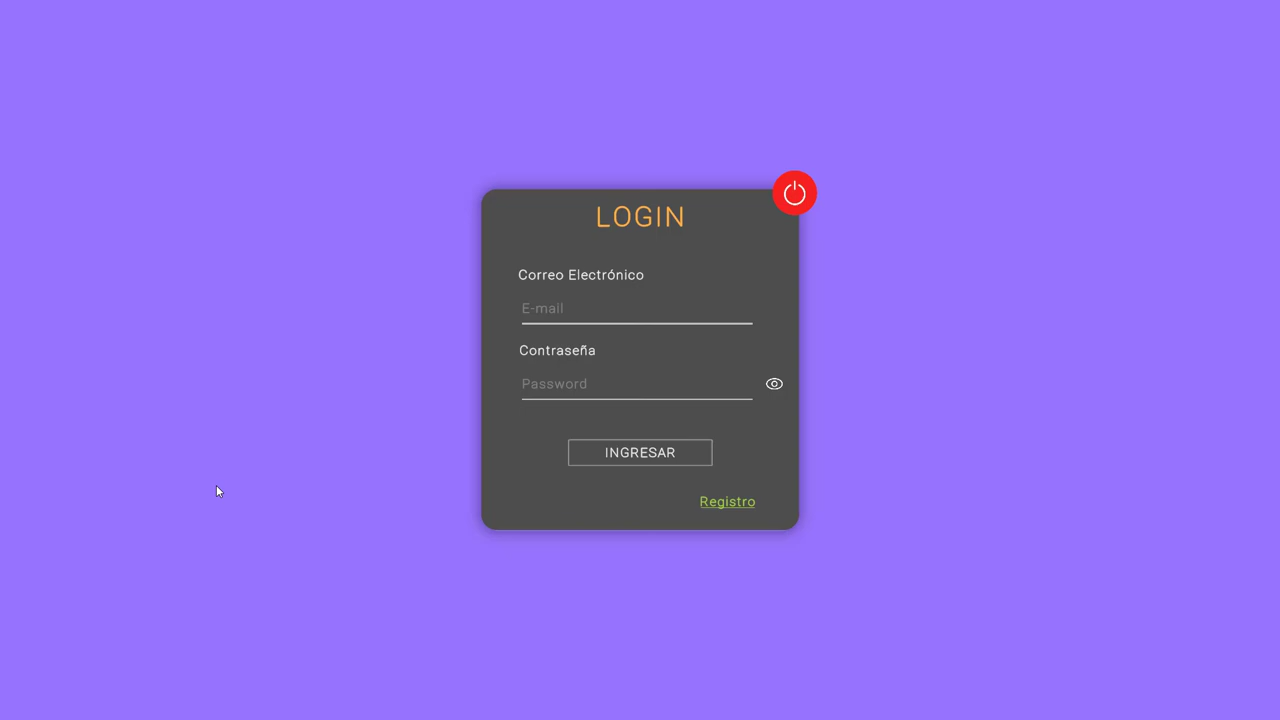 LOGIN
Correo Electrónico
E-mail
Contraseña
Password
INGRESAR
Registro